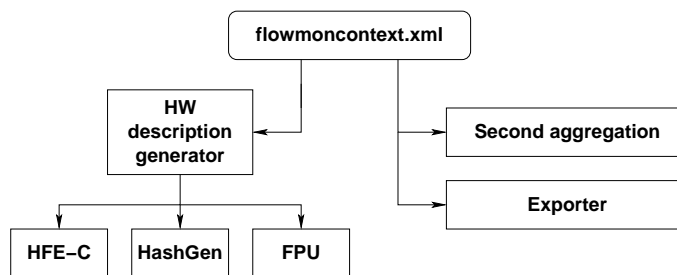 flowmoncontext.xml
HW
description
generator
Second aggregation
Exporter
HFE−C
HashGen
FPU